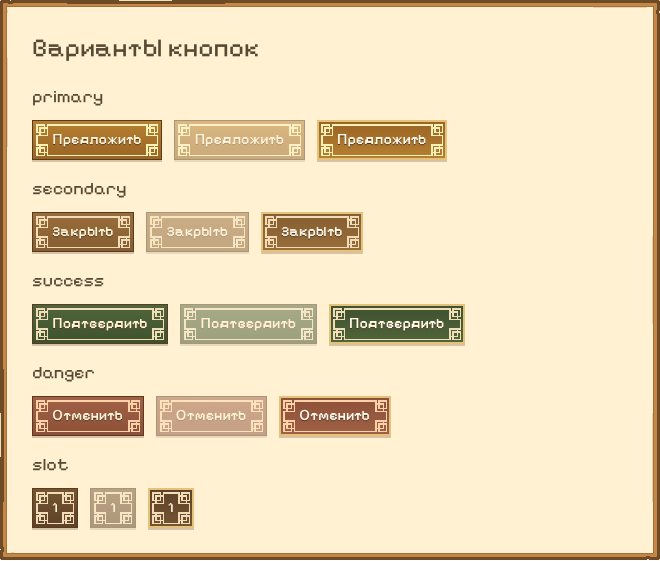 Варианты кнопок
primary
Предложить Предложить Предложить
secondary
Закрыть Закрыть Закрыть
success
Подтвердить Подтвердить Подтвердить
danger
Отменить Отменить Отменить
slot
1 1 1